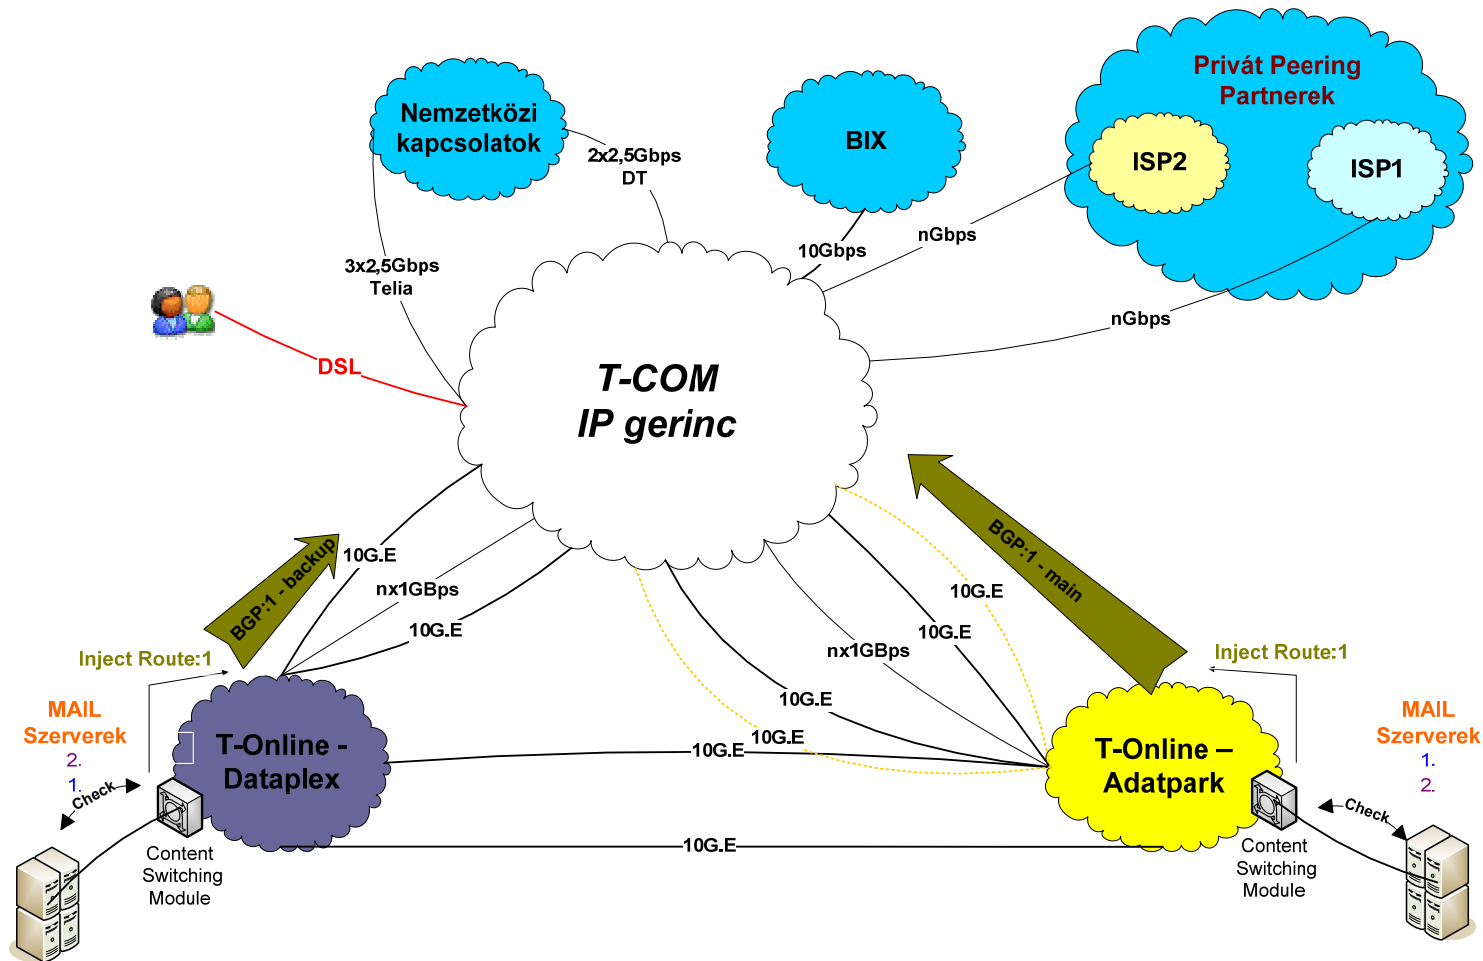 Privát Peering
Partnerek
Nemzetközi
kapcsolatok
BIX
ISP2
ISP1
2x2,5Gbps
DT
10Gbps
nGbps
3x2,5Gbps
Telia
nGbps
DSL
T-COM
IP gerinc
BGP:1 - backup
10G.E
nx1GBps
10G.E
BGP:1 - main
10G.E
10G.E
nx1GBps
10G.E
10G.E
Inject Route:1
Inject Route:1
MAIL
Szerverek
2.
1.
Check
T-Online -
Dataplex
10G.E
T-Online –
Adatpark
MAIL
Szerverek
1.
2.
Check
Content
Switching
Module
10G.E
Content
Switching
Module